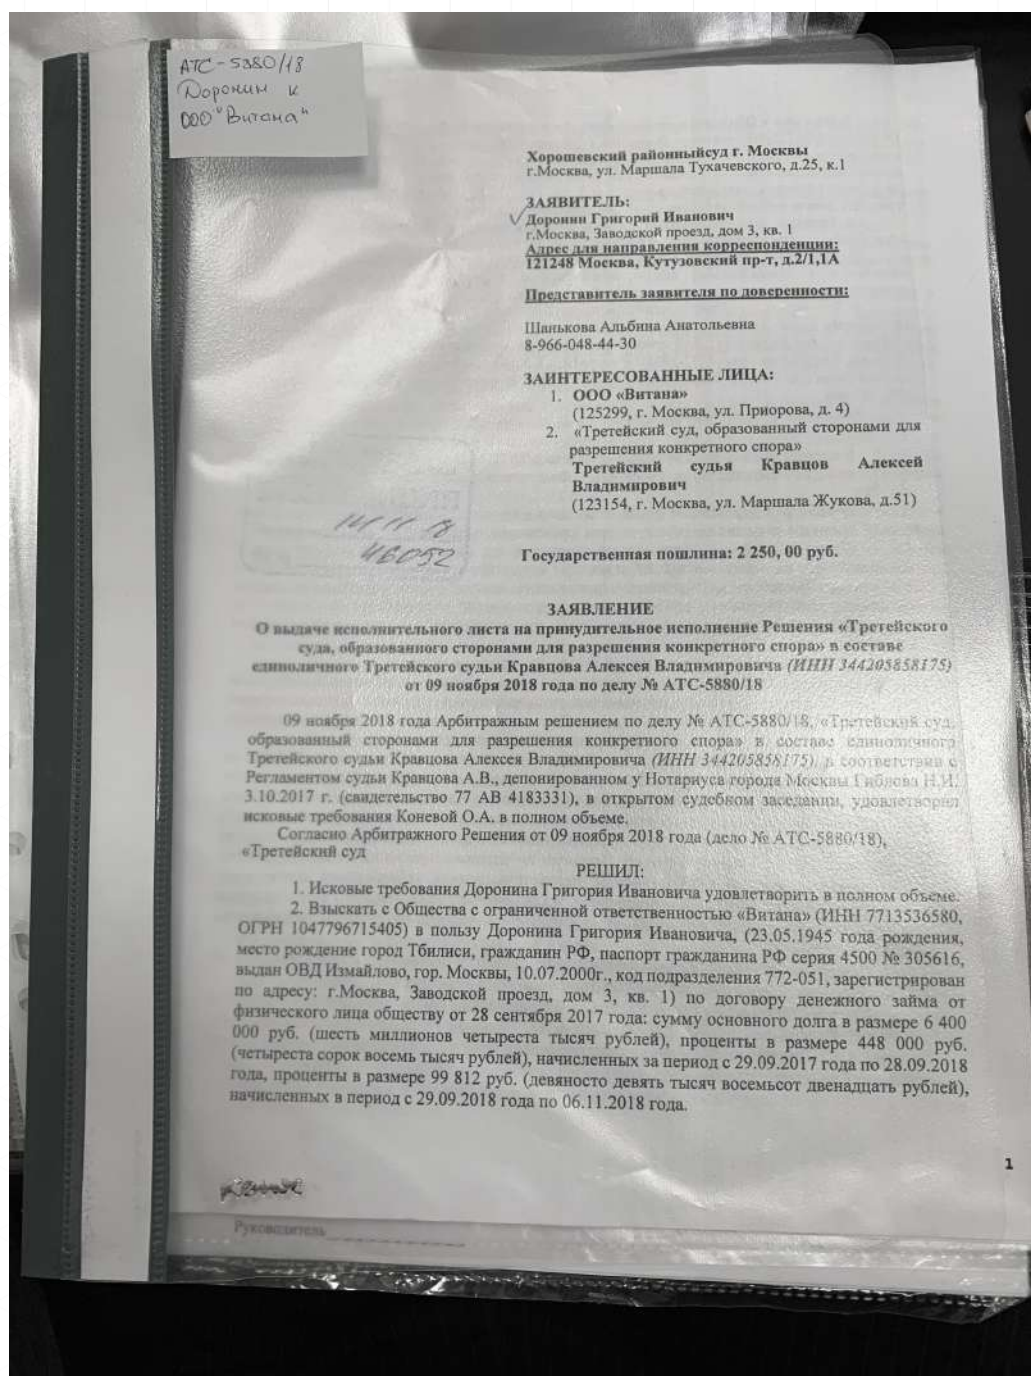 АТС-5380/18
Доронин к
ООО "Витана"
Хорошевский районныйсуд г. Москвы
г.Москва, ул. Маршала Тухачевского, д.25, к.1
ЗАЯВИТЕЛЬ:
Доронин Григорий Иванович
г.Москва, Заводской проезд, дом 3, кв. 1
Адрес для направления корреспонденции:
121248 Москва, Кутузовский пр-т, д.2/1,1А
Представитель заявителя по доверенности:
Шанькова Альбина Анатольевна
8-966-048-44-30
ЗАИНТЕРЕСОВАННЫЕ ЛИЦА:
1. ООО «Витана»
(125299, г. Москва, ул. Приорова, д. 4)
2. «Третейский суд, образованный сторонами для
разрешения конкретного спора»
Третейский судья Кравцов Алексей
Владимирович
(123154, г. Москва, ул. Маршала Жукова, д.51)
14 11 18
46052
Государственная пошлина: 2 250, 00 руб.
ЗАЯВЛЕНИЕ
О выдаче исполнительного листа на принудительное исполнение Решения «Третейского
суда, образованного сторонами для разрешения конкретного спора» в составе
единоличного Третейского судьи Кравцова Алексея Владимировича (ИНН 344205858175)
от 09 ноября 2018 года по делу № АТС-5880/18
09 ноября 2018 года Арбитражным решением по делу № АТС-5880/18, «Третейский суд,
образованный сторонами для разрешения конкретного спора» в составе единоличного
Третейского судьи Кравцова Алексея Владимировича (ИНН 344205858175), в соответствии с
Регламентом судьи Кравцова А.В., депонированном у Нотариуса города Москвы Гиблова Н.И.
3.10.2017 г. (свидетельство 77 АВ 4183331), в открытом судебном заседании, удовлетворил
исковые требования Коневой О.А. в полном объеме.
Согласно Арбитражного Решения от 09 ноября 2018 года (дело № АТС-5880/18),
«Третейский суд
РЕШИЛ:
1. Исковые требования Доронина Григория Ивановича удовлетворить в полном объеме.
2. Взыскать с Общества с ограниченной ответственностью «Витана» (ИНН 7713536580,
ОГРН 1047796715405) в пользу Доронина Григория Ивановича, (23.05.1945 года рождения,
место рождение город Тбилиси, гражданин РФ, паспорт гражданина РФ серия 4500 № 305616,
выдан ОВД Измайлово, гор. Москвы, 10.07.2000г., код подразделения 772-051, зарегистрирован
по адресу: г.Москва, Заводской проезд, дом 3, кв. 1) по договору денежного займа от
физического лица обществу от 28 сентября 2017 года: сумму основного долга в размере 6 400
000 руб. (шесть миллионов четыреста тысяч рублей), проценты в размере 448 000 руб.
(четыреста сорок восемь тысяч рублей), начисленных за период с 29.09.2017 года по 28.09.2018
года, проценты в размере 99 812 руб. (девяносто девять тысяч восемьсот двенадцать рублей),
начисленных в период с 29.09.2018 года по 06.11.2018 года.
1
Руководитель